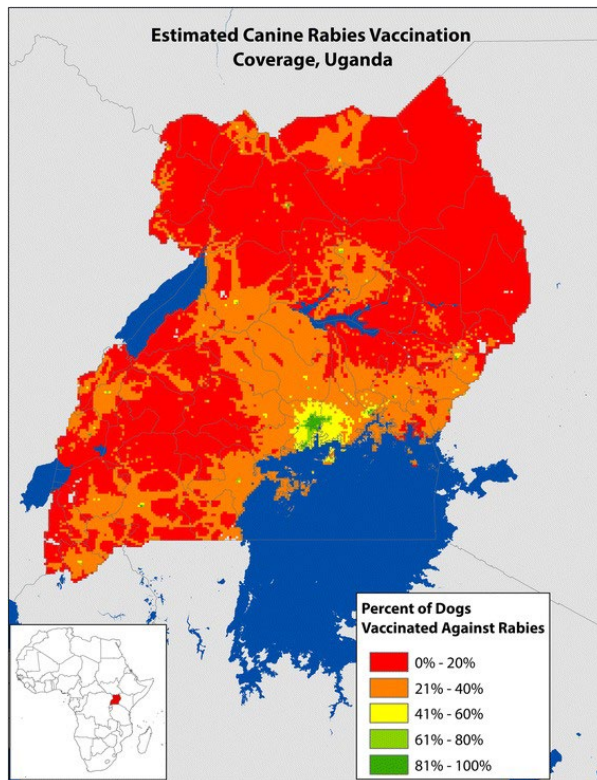 Estimated Canine Rabies Vaccination
Coverage, Uganda
Percent of Dogs
Vaccinated Against Rabies
0% - 20%
21% - 40%
41% - 60%
61% - 80%
81% - 100%